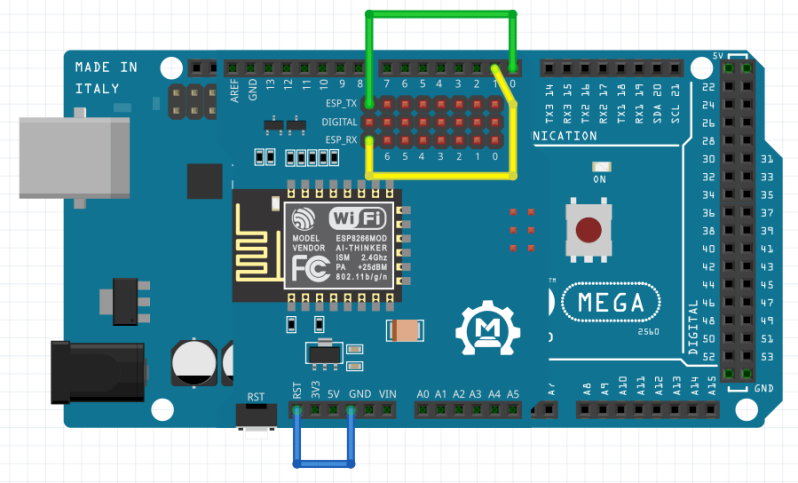 MADE IN
ITALY
AREF
GND
13
12
11
10
9
8
7
6
5
4
3
2
1
0
TX3 14
RX3 15
TX2 16
RX2 17
TX1 18
RX1 19
SDA 20
SCL 21
5V
ESP_TX
DIGITAL
ESP_RX
6 5 4 3 2 1 0
NICATION
ON
22
24
26
28
30 31
32 33
34 35
36 37
38 39
40 41
42 43
44 45
46 47
48 49
50 51
52 53
GND
DIGITAL
WiFi
MODEL ESP8266MOD
VENDOR AI-THINKER
ISM 2.4Ghz
PA +25dBM
802.11b/g/n
FC
M
TM
MEGA
2560
RST
RST
3V3
5V
GND
VIN
A0 A1 A2 A3 A4 A5
A8
A9
A10
A11
A12
A13
A14
A15